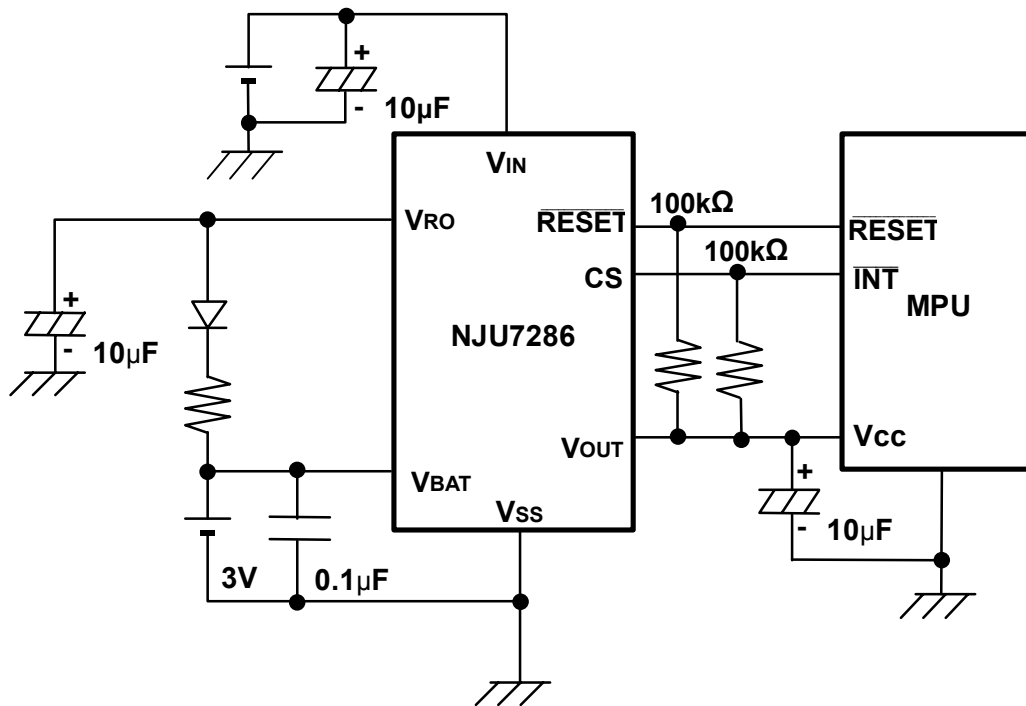 +
- 10μF
VIN
VRO
RESET
100kΩ
RESET
100kΩ
CS
INT
MPU
+
- 10μF
NJU7286
VOUT
Vcc
VBAT
+
- 10μF
VSS
3V
0.1μF